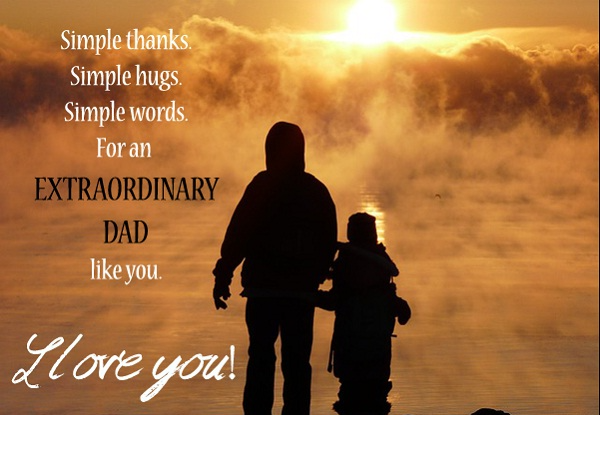 Simple thanks.
Simple hugs.
Simple words.
For an
EXTRAORDINARY
DAD
like you.
I love you!